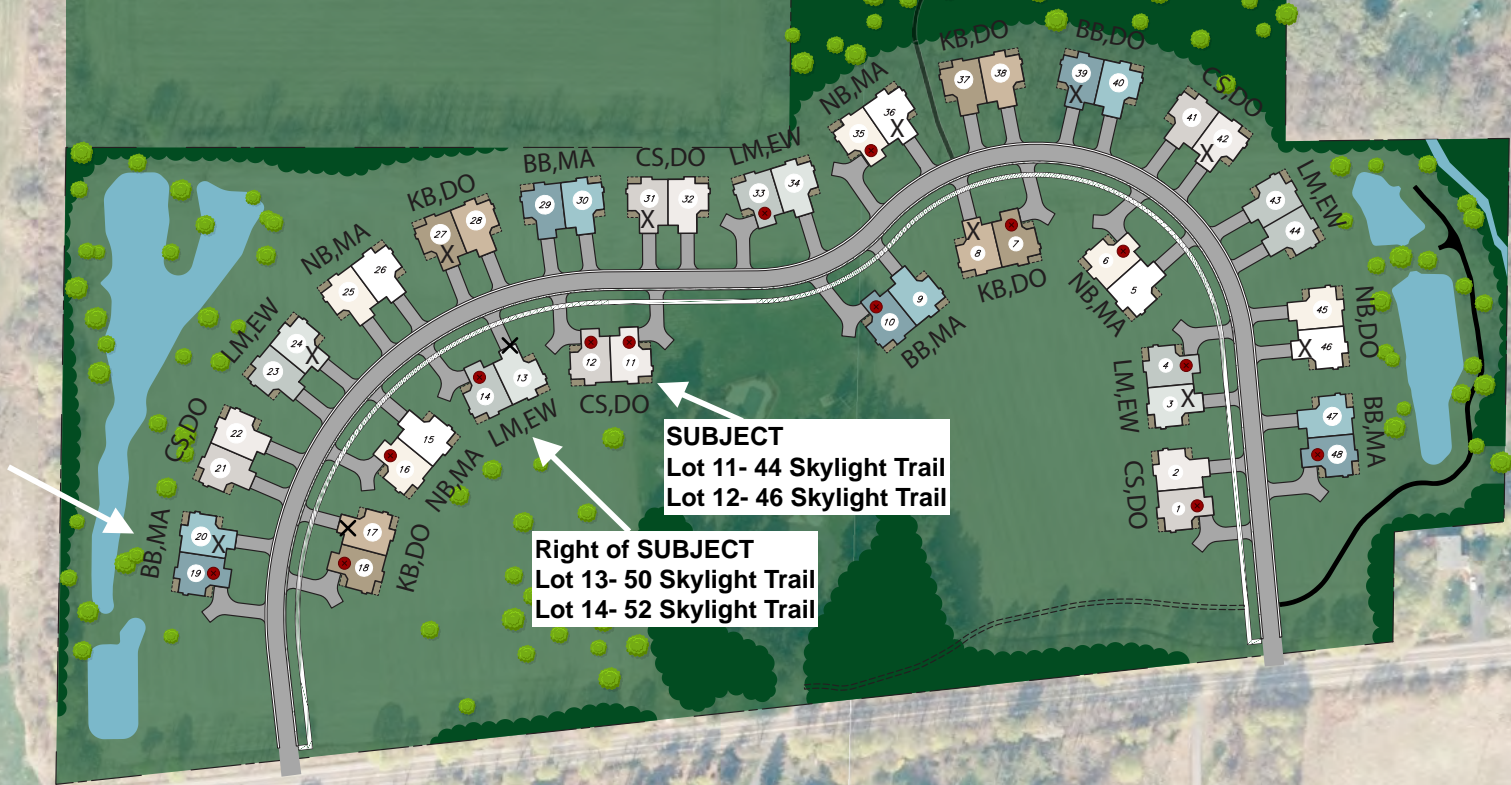 KB,DO
37
38
BB,DO
39
X
40
CS,DO
41
42
X
NB,MA
35
36
X
LM,EW
33
34
CS,DO
31
X
32
BB,MA
29
30
KB,DO
27
X
28
NB,MA
25
26
LM,EW
23
24
X
CS,DO
22
21
BB,MA
20
X
19
LM,EW
43
44
NB,DO
45
46
X
BB,MA
47
48
KB,DO
X
8
7
NB,MA
6
5
BB,MA
10
9
LM,EW
4
3
X
CS,DO
2
1
CS,DO
12
11
LM,EW
X
14
13
NB,MA
15
16
KB,DO
X
17
18
SUBJECT
Lot 11- 44 Skylight Trail
Lot 12- 46 Skylight Trail
Right of SUBJECT
Lot 13- 50 Skylight Trail
Lot 14- 52 Skylight Trail